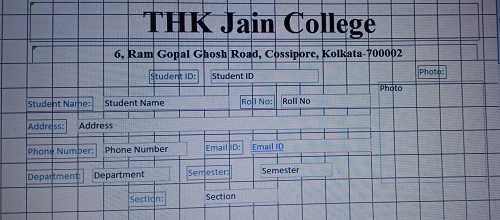 THK Jain College
6, Ram Gopal Ghosh Road, Cossipore, Kolkata-700002
Student ID: Student ID Photo:
Photo
Student Name: Student Name Roll No: Roll No
Address: Address
Phone Number: Phone Number Email ID: Email ID
Department: Department Semester: Semester
Section: Section